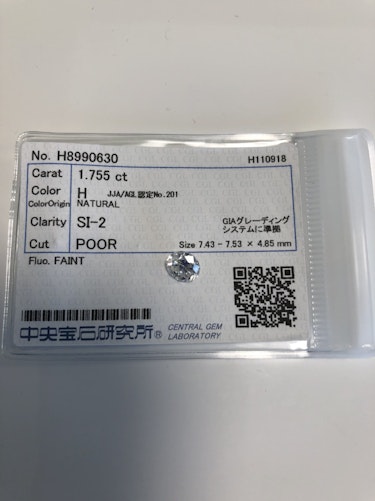 No. H8990630 H110918
Carat 1.755 ct
Color H JJA/AGL認定No.201
ColorOrigin NATURAL
Clarity SI-2 GIAグレーディング
システムに準拠
Cut POOR Size 7.43 - 7.53 × 4.85 mm
Fluo. FAINT
中央宝石研究所® CENTRAL GEM
LABORATORY